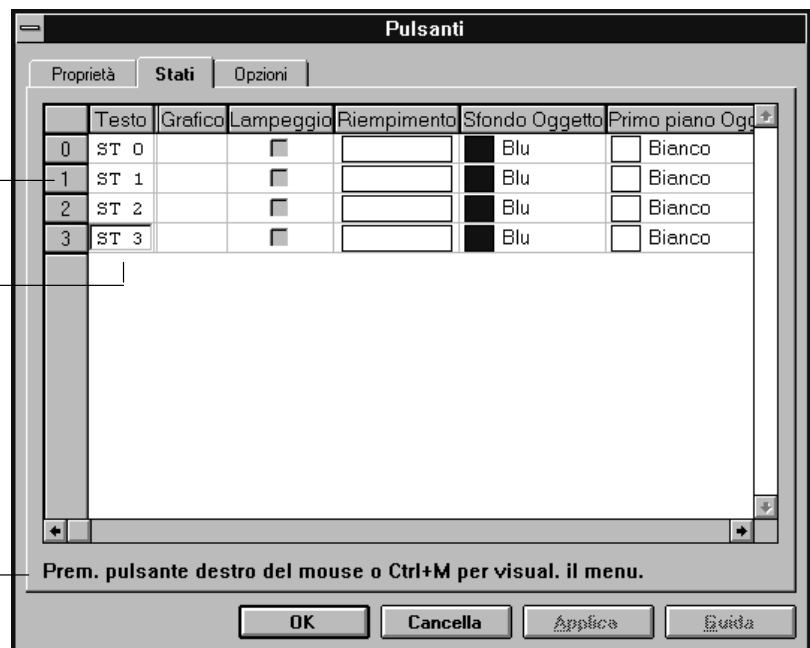 Pulsanti
Proprietà Stati Opzioni
Testo Grafico Lampeggio Riempimento Sfondo Oggetto Primo piano Ogg
0 ST 0 Blu Bianco
1 ST 1 Blu Bianco
2 ST 2 Blu Bianco
3 ST 3 Blu Bianco
Prem. pulsante destro del mouse o Ctrl+M per visual. il menu.
OK Cancella Applica Guida